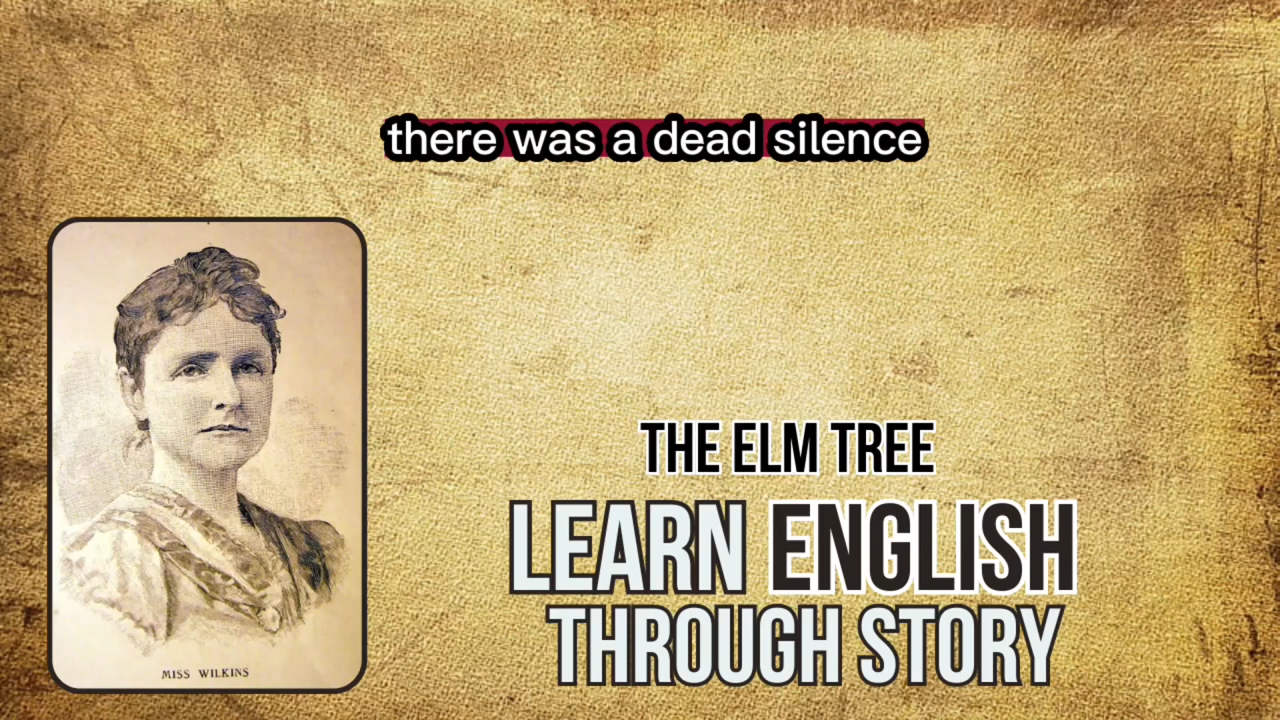 there was a dead silence
THE ELM TREE
LEARN ENGLISH
THROUGH STORY
MISS WILKINS